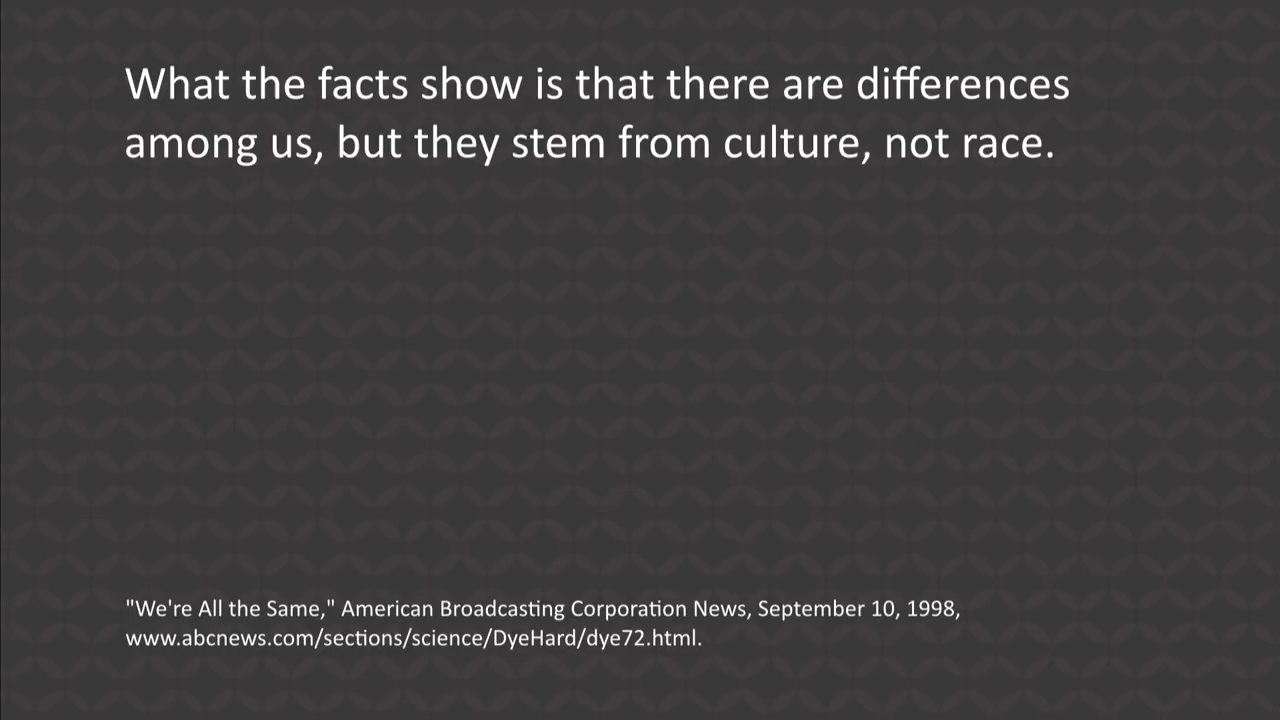 What the facts show is that there are differences
among us, but they stem from culture, not race.
"We're All the Same," American Broadcasting Corporation News, September 10, 1998,
www.abcnews.com/sections/science/DyeHard/dye72.html.